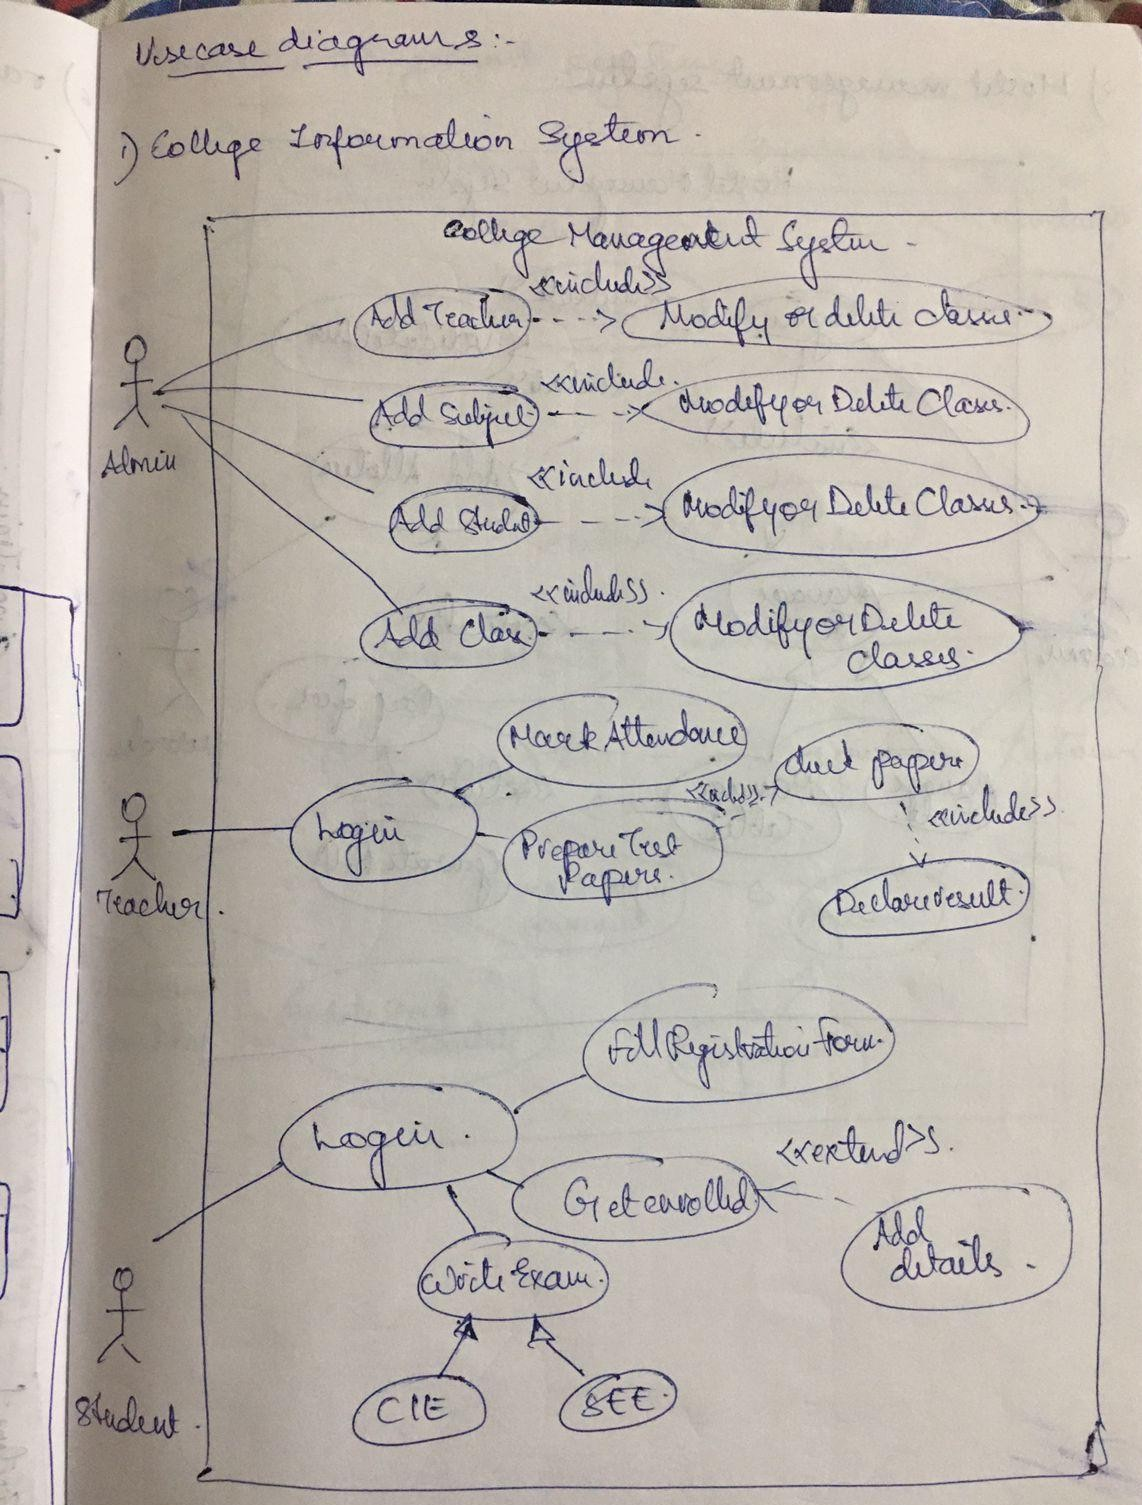 Usecase diagrams:-
1) College Information System.
College Management System -
<<include>>
Add Teacher
Modify or delete classes.
<<include.
Add Subject
Modify or Delete Classes.
<<include
Add Student
Modify or Delete Classes.
Admin
<<include>>.
Add Class
Modify or Delete
Classes.
Mark Attendance
check papers
Login
Prepare Test
Papers.
<<include>>
Teacher.
Declare result.
Fill Registration Form.
Login.
<<extend>>.
Get enrolled
Add
details.
Write Exam.
CIE
SEE.
Student.